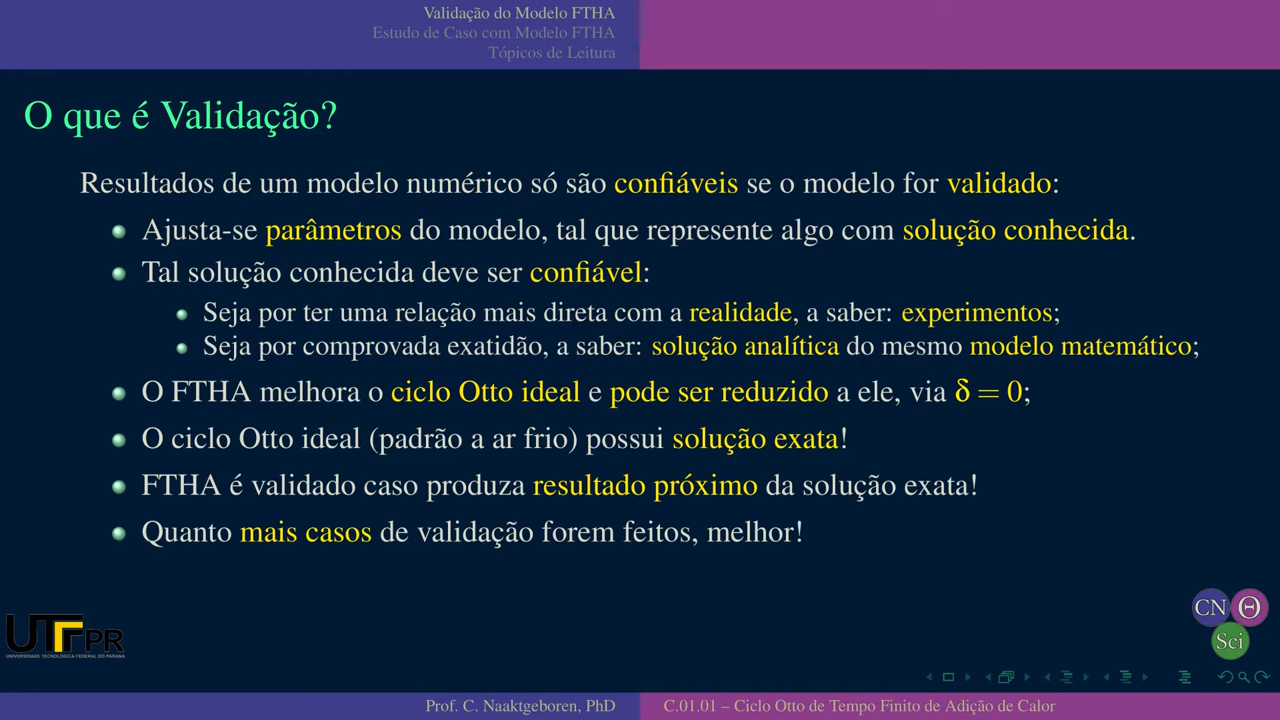 Validação do Modelo FTHA
Estudo de Caso com Modelo FTHA
Tópicos de Leitura
O que é Validação?
Resultados de um modelo numérico só são confiáveis se o modelo for validado:
Ajusta-se parâmetros do modelo, tal que represente algo com solução conhecida.
Tal solução conhecida deve ser confiável:
Seja por ter uma relação mais direta com a realidade, a saber: experimentos;
Seja por comprovada exatidão, a saber: solução analítica do mesmo modelo matemático;
O FTHA melhora o ciclo Otto ideal e pode ser reduzido a ele, via δ = 0;
O ciclo Otto ideal (padrão a ar frio) possui solução exata!
FTHA é validado caso produza resultado próximo da solução exata!
Quanto mais casos de validação forem feitos, melhor!
CN Θ
Sci
UTFPR
UNIVERSIDADE TECNOLÓGICA FEDERAL DO PARANÁ
Prof. C. Naaktgeboren, PhD
C.01.01 – Ciclo Otto de Tempo Finito de Adição de Calor